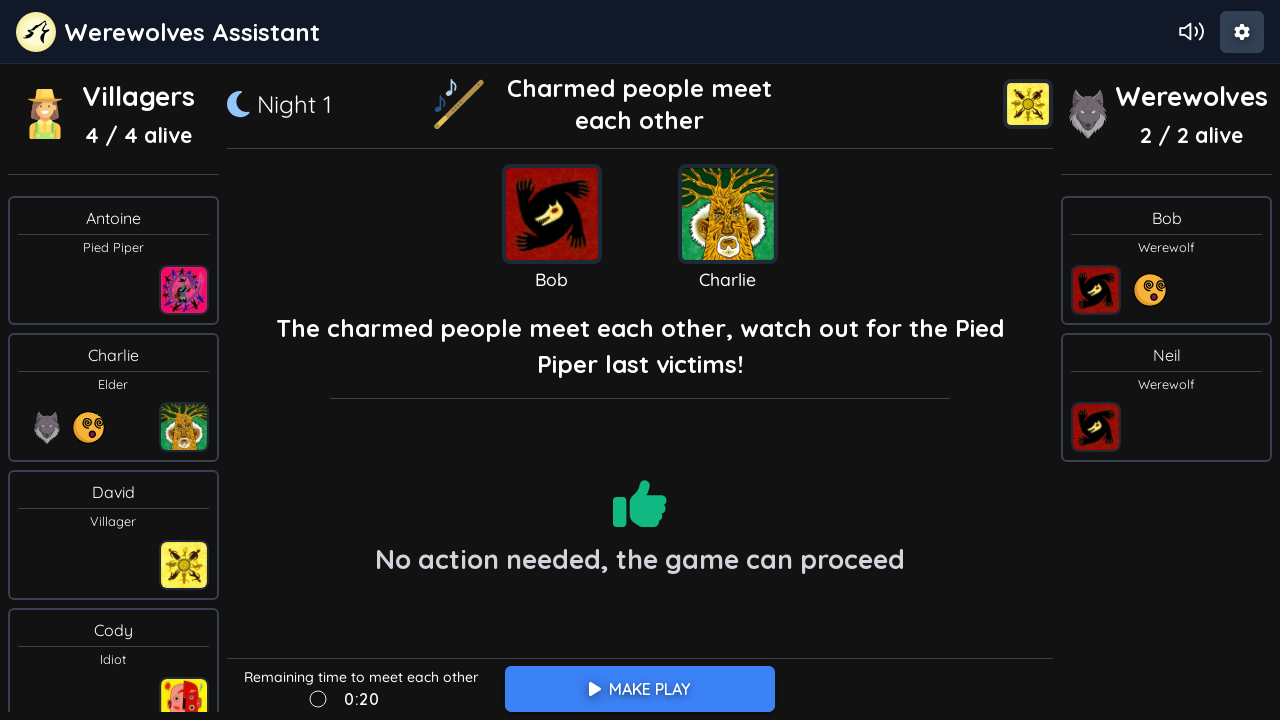 Werewolves Assistant
Villagers
4 / 4 alive
Antoine
Pied Piper
Charlie
Elder
David
Villager
Cody
Idiot
Night 1
Charmed people meet
each other
Bob
Charlie
The charmed people meet each other, watch out for the Pied
Piper last victims!
No action needed, the game can proceed
Remaining time to meet each other
0:20
MAKE PLAY
Werewolves
2 / 2 alive
Bob
Werewolf
Neil
Werewolf